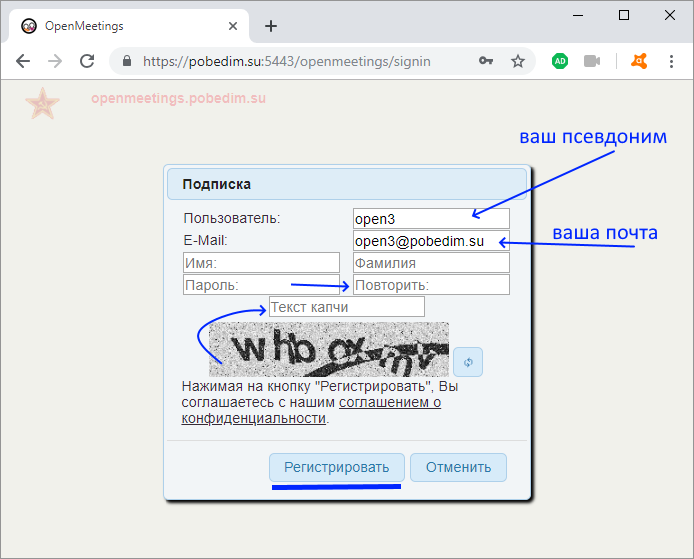 OpenMeetings
https://pobedim.su:5443/openmeetings/signin
AD
openmeetings.pobedim.su
ваш псевдоним
Подписка
Пользователь:
open3
ваша почта
E-Mail:
open3@pobedim.su
Имя:
Фамилия
Пароль:
Повторить:
Текст капчи
Нажимая на кнопку "Регистрировать", Вы
соглашаетесь с нашим соглашением о
конфиденциальности.
Регистрировать
Отменить